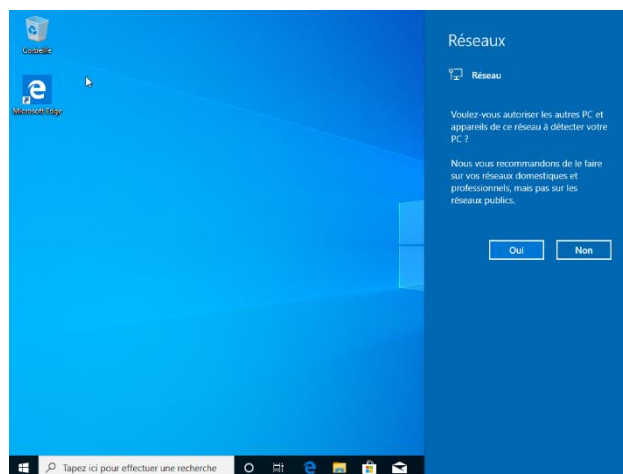 Corbeille
Microsoft Edge
Réseaux
Réseau
Voulez-vous autoriser les autres PC et
appareils de ce réseau à détecter votre
PC ?
Nous vous recommandons de le faire
sur vos réseaux domestiques et
professionnels, mais pas sur les
réseaux publics.
Oui
Non
Tapez ici pour effectuer une recherche